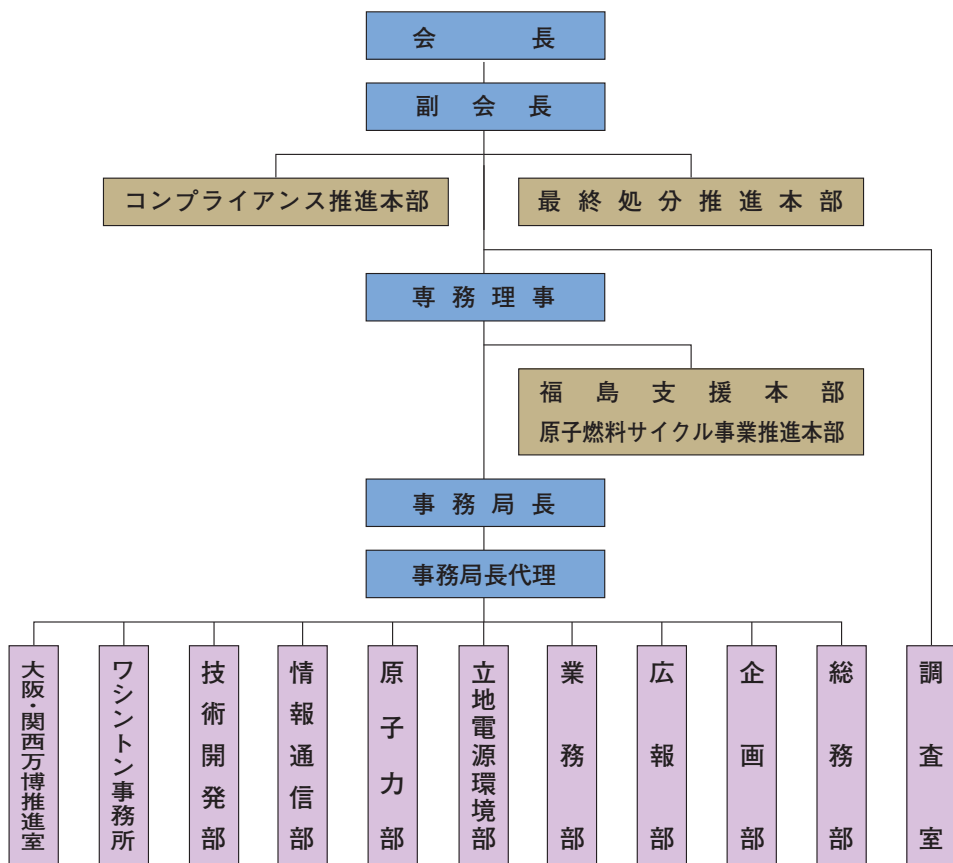 会長
副会長
コンプライアンス推進本部
最終処分推進本部
専務理事
福島支援本部
原子燃料サイクル事業推進本部
事務局長
事務局長代理
大阪・関西万博推進室
ワシントン事務所
技術開発部
情報通信部
原子力部
立地電源環境部
業務部
広報部
企画部
総務部
調査室